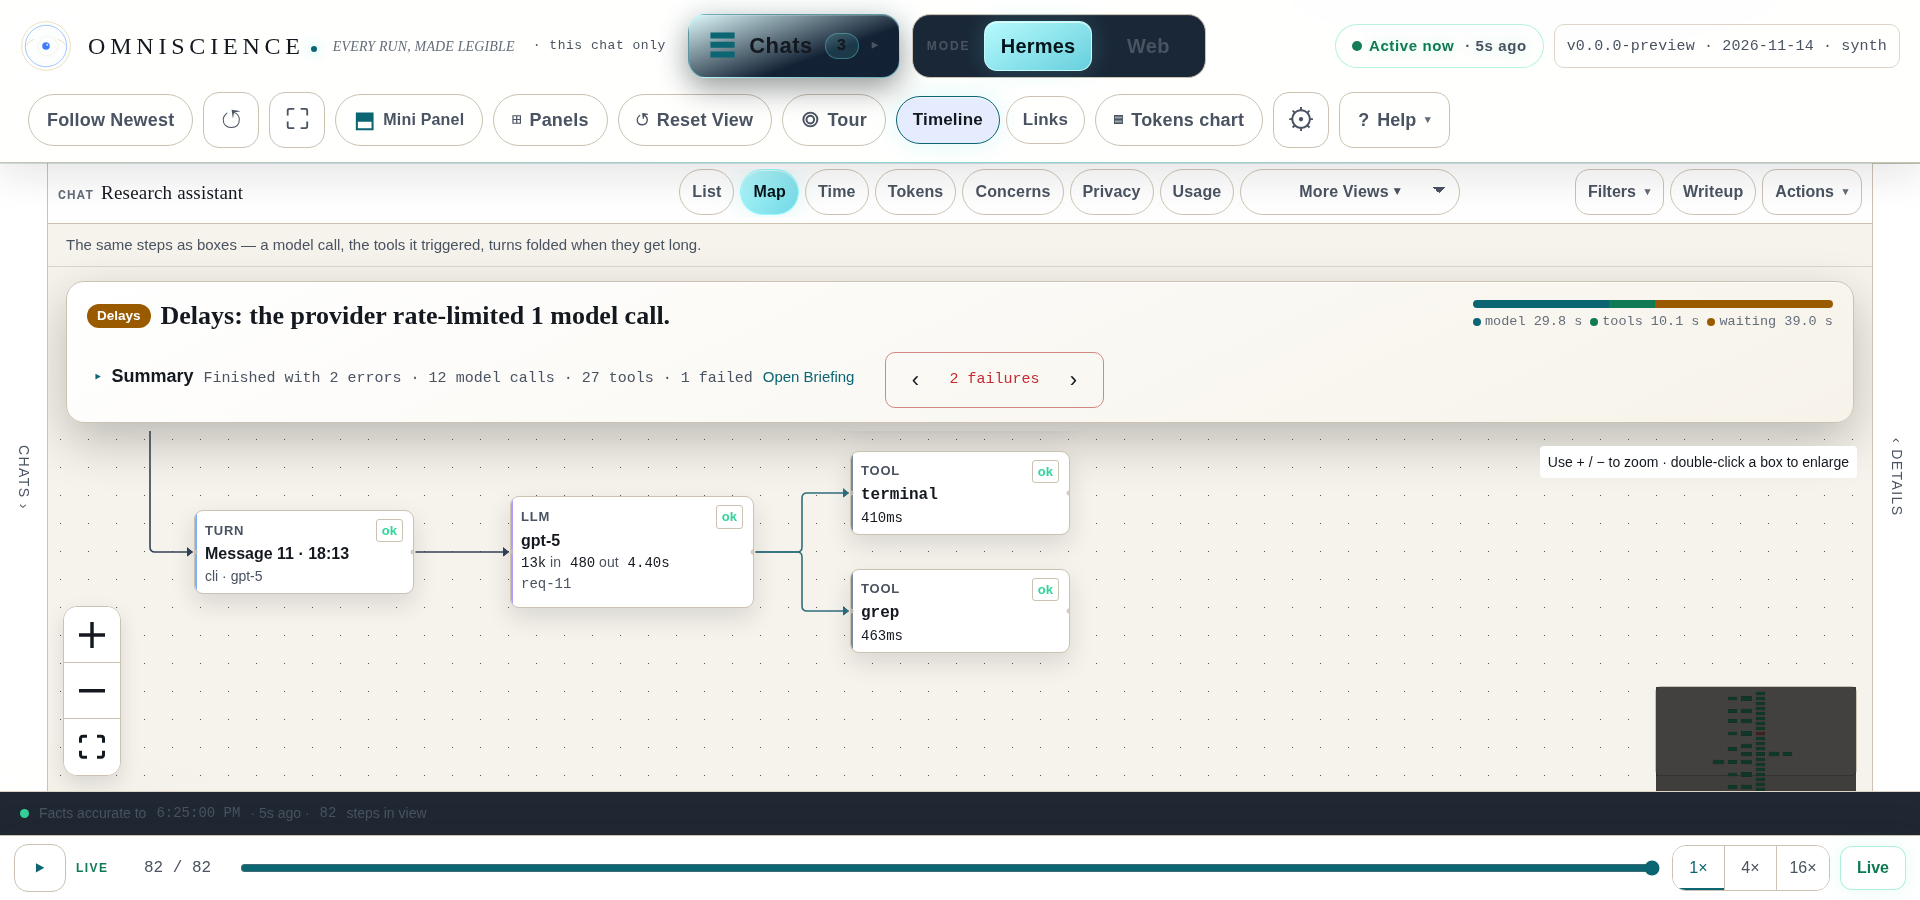 OMNISCIENCE EVERY RUN, MADE LEGIBLE · this chat only
Chats 3
MODE Hermes Web
Active now · 5s ago
v0.0.0-preview · 2026-11-14 · synth
Follow Newest
Mini Panel
Panels
Reset View
Tour
Timeline
Links
Tokens chart
? Help
CHAT Research assistant
List Map Time Tokens Concerns Privacy Usage More Views
Filters Writeup Actions
The same steps as boxes — a model call, the tools it triggered, turns folded when they get long.
Delays Delays: the provider rate-limited 1 model call.
model 29.8 s tools 10.1 s waiting 39.0 s
Summary Finished with 2 errors · 12 model calls · 27 tools · 1 failed Open Briefing
‹ 2 failures ›
CHATS ›
‹ DETAILS
Use + / − to zoom · double-click a box to enlarge
TURN ok
Message 11 · 18:13
cli · gpt-5
LLM ok
gpt-5
13k in 480 out 4.40s
req-11
TOOL ok
terminal
410ms
TOOL ok
grep
463ms
Facts accurate to 6:25:00 PM · 5s ago · 82 steps in view
LIVE 82 / 82
1× 4× 16× Live